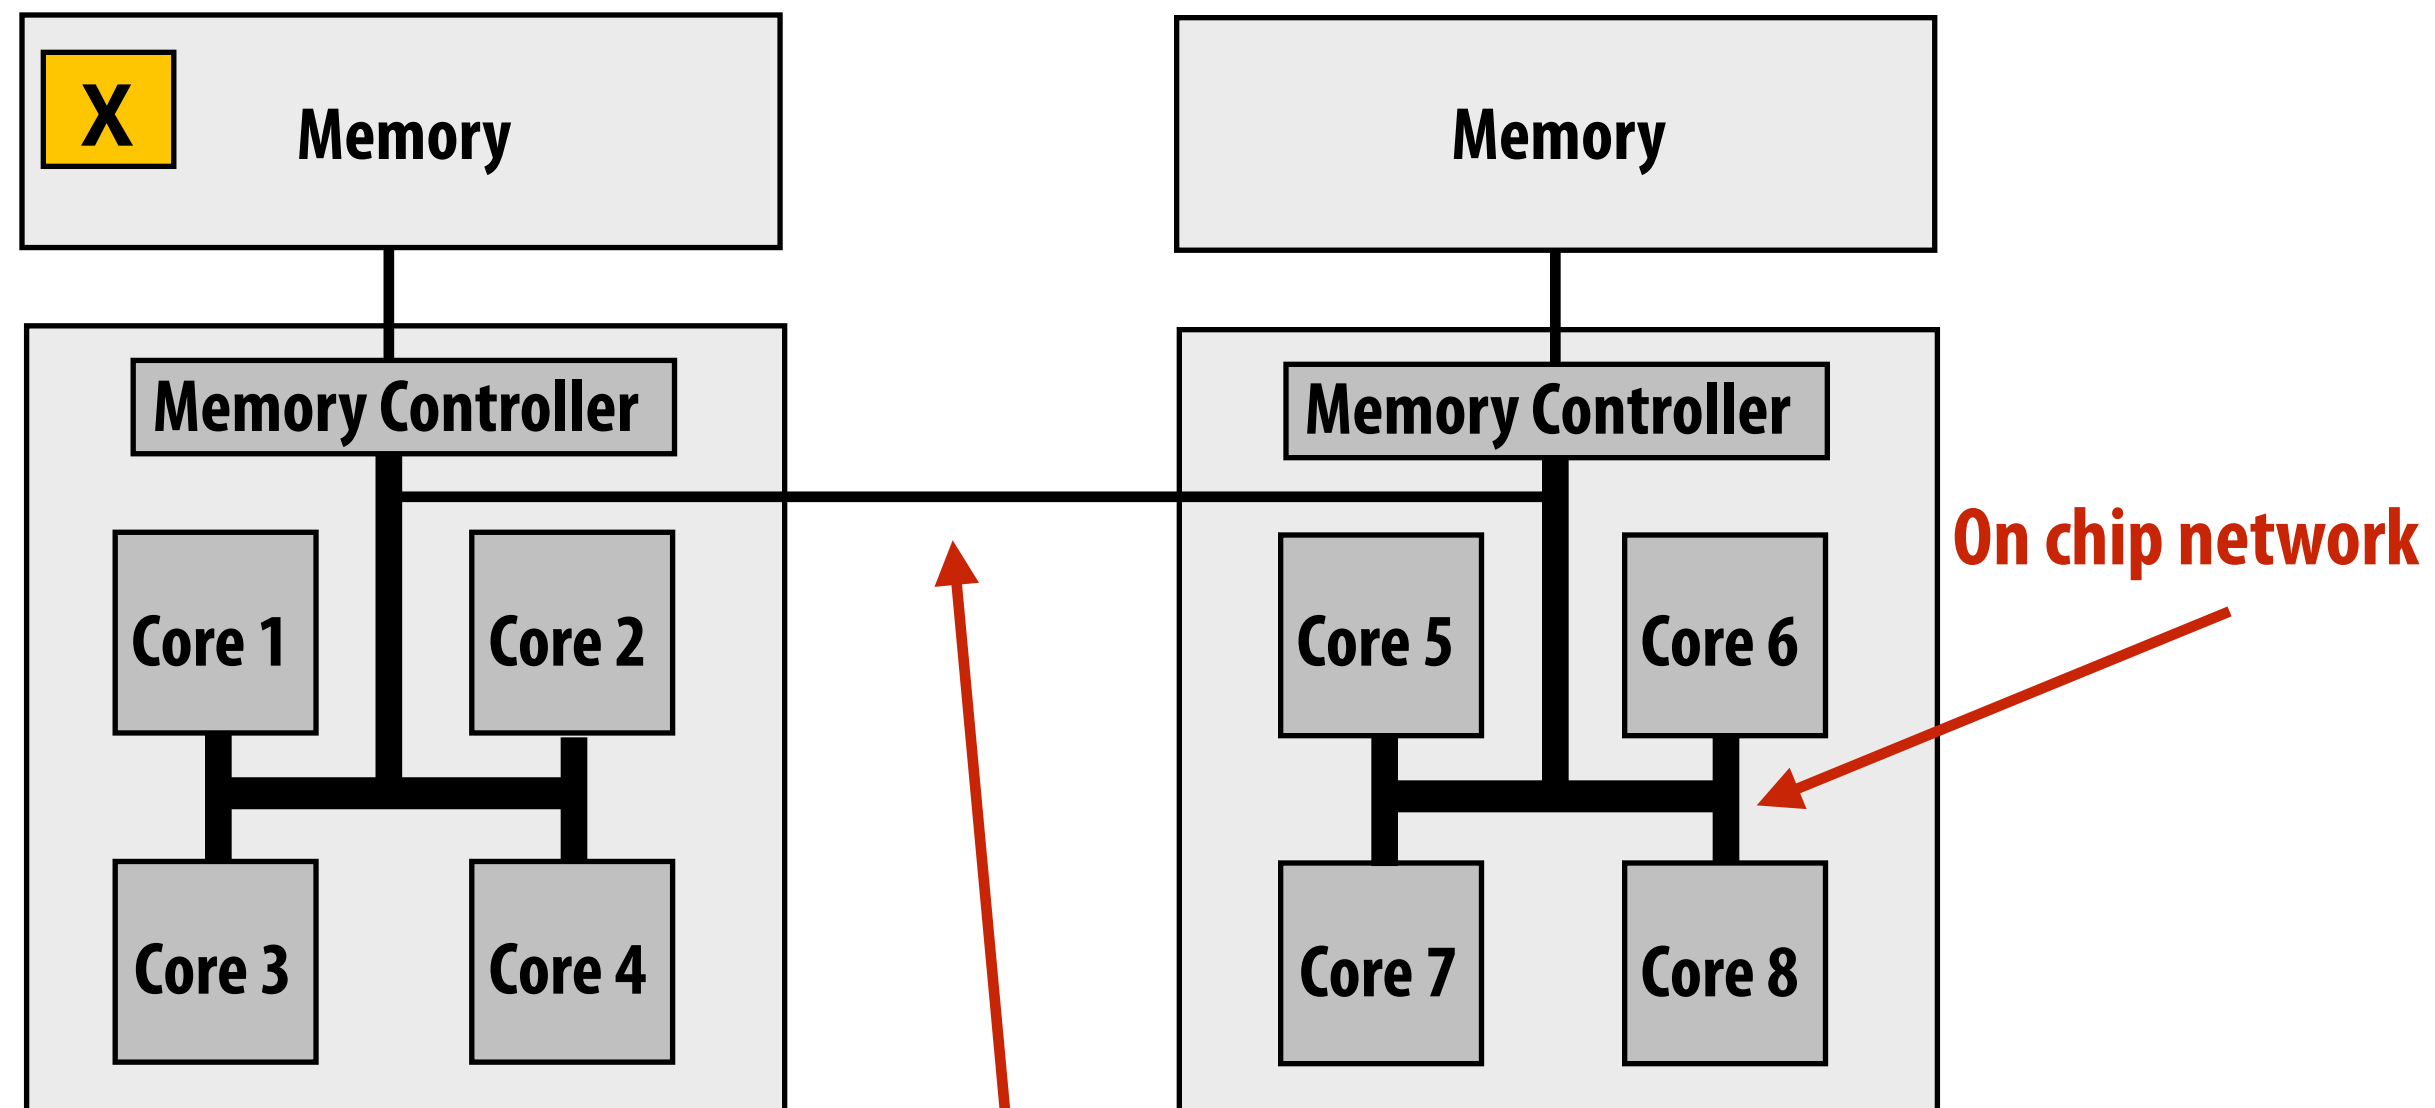 X
Memory
Memory
Memory Controller
Memory Controller
On chip network
Core 1
Core 2
Core 5
Core 6
Core 3
Core 4
Core 7
Core 8